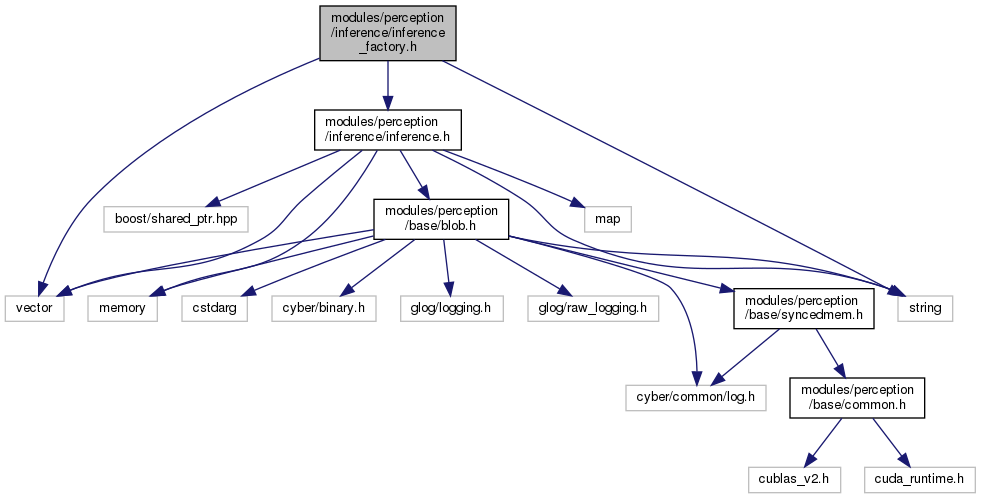 modules/perception
/inference/inference
_factory.h
modules/perception
/inference/inference.h
boost/shared_ptr.hpp
modules/perception
/base/blob.h
map
vector
memory
cstdarg
cyber/binary.h
glog/logging.h
glog/raw_logging.h
modules/perception
/base/syncedmem.h
string
cyber/common/log.h
modules/perception
/base/common.h
cublas_v2.h
cuda_runtime.h